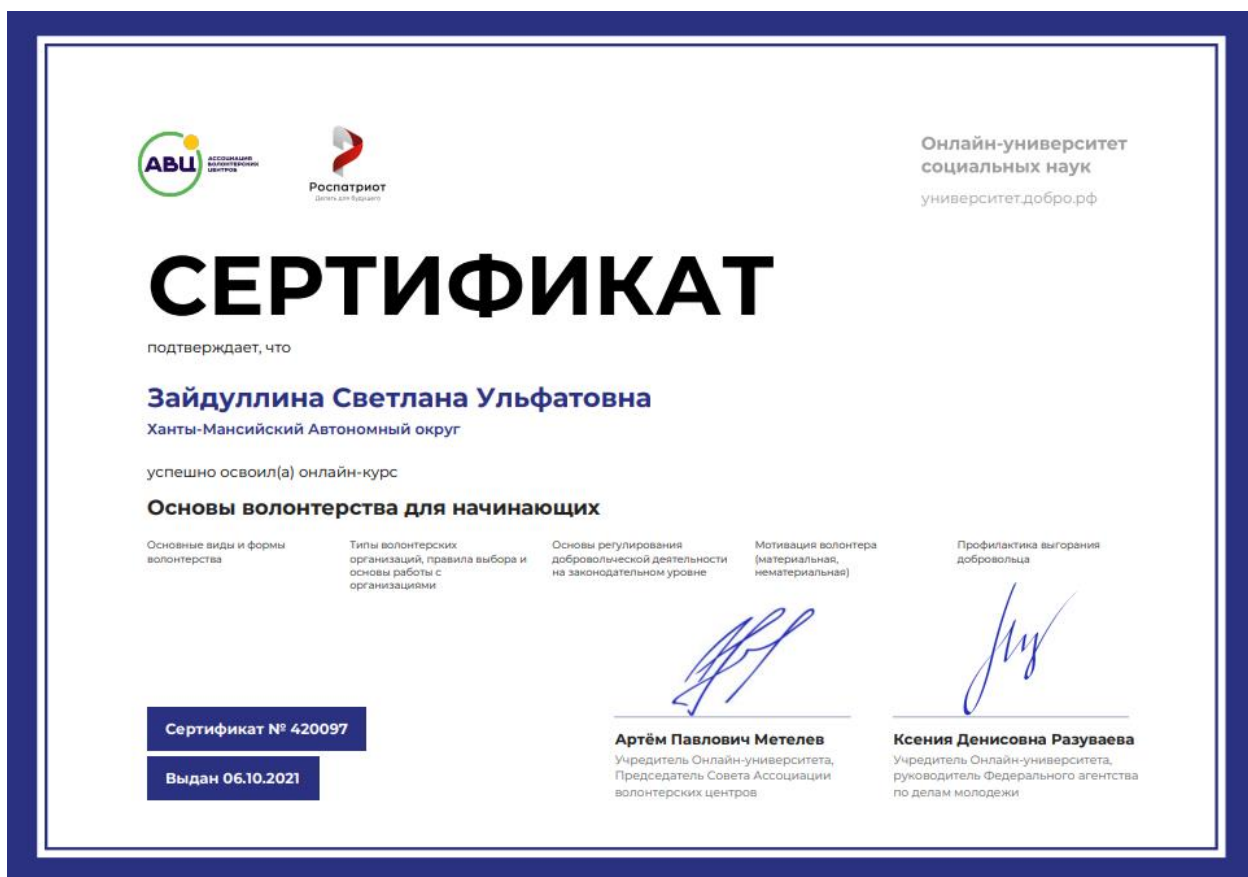 АВЦ
АССОЦИАЦИЯ
ВОЛОНТЕРСКИХ
ЦЕНТРОВ
Роспатриот
Делать для будущего
Онлайн-университет
социальных наук
университет.добро.рф
СЕРТИФИКАТ
подтверждает, что
Зайдуллина Светлана Ульфатовна
Ханты-Мансийский Автономный округ
успешно освоил(а) онлайн-курс
Основы волонтерства для начинающих
Основные виды и формы
волонтерства
Типы волонтерских
организаций, правила выбора и
основы работы с
организациями
Основы регулирования
добровольческой деятельности
на законодательном уровне
Мотивация волонтера
(материальная,
нематериальная)
Профилактика выгорания
добровольца
Сертификат № 420097
Выдан 06.10.2021
Артём Павлович Метелев
Учредитель Онлайн-университета,
Председатель Совета Ассоциации
волонтерских центров
Ксения Денисовна Разуваева
Учредитель Онлайн-университета,
руководитель Федерального агентства
по делам молодежи